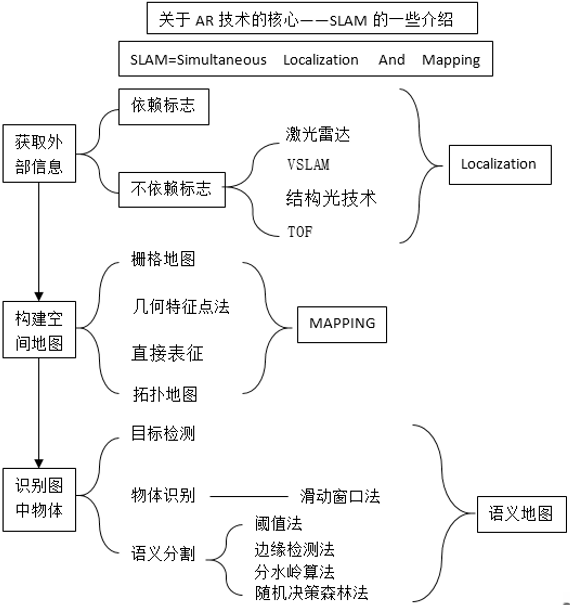 关于 AR 技术的核心——SLAM 的一些介绍
SLAM=Simultaneous Localization And Mapping
获取外
部信息
依赖标志
不依赖标志
激光雷达
VSLAM
结构光技术
TOF
Localization
构建空
间地图
栅格地图
几何特征点法
直接表征
拓扑地图
MAPPING
识别图
中物体
目标检测
物体识别
滑动窗口法
语义分割
阈值法
边缘检测法
分水岭算法
随机决策森林法
语义地图